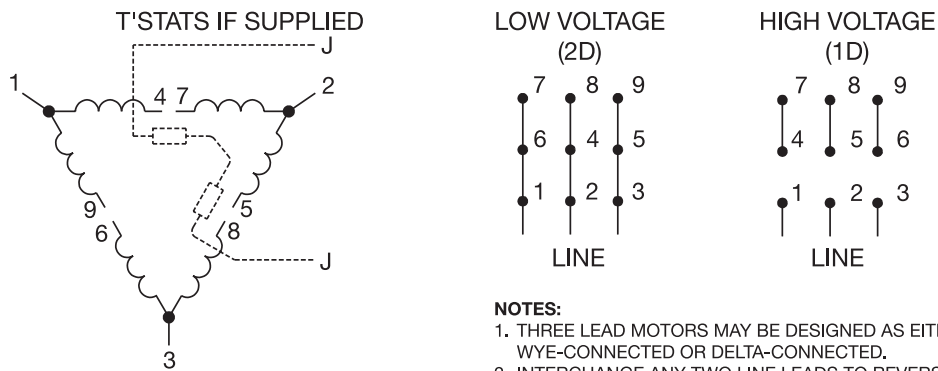 T'STATS IF SUPPLIED
J
1
4 7
2
9
5
6
8
J
3
LOW VOLTAGE
(2D)
7 8 9
6 4 5
1 2 3
LINE
HIGH VOLTAGE
(1D)
7 8 9
4 5 6
1 2 3
LINE
NOTES:
1. THREE LEAD MOTORS MAY BE DESIGNED AS EITH
WYE-CONNECTED OR DELTA-CONNECTED.
2. INTERCHANGE ANY TWO LINE LEADS TO REVERS